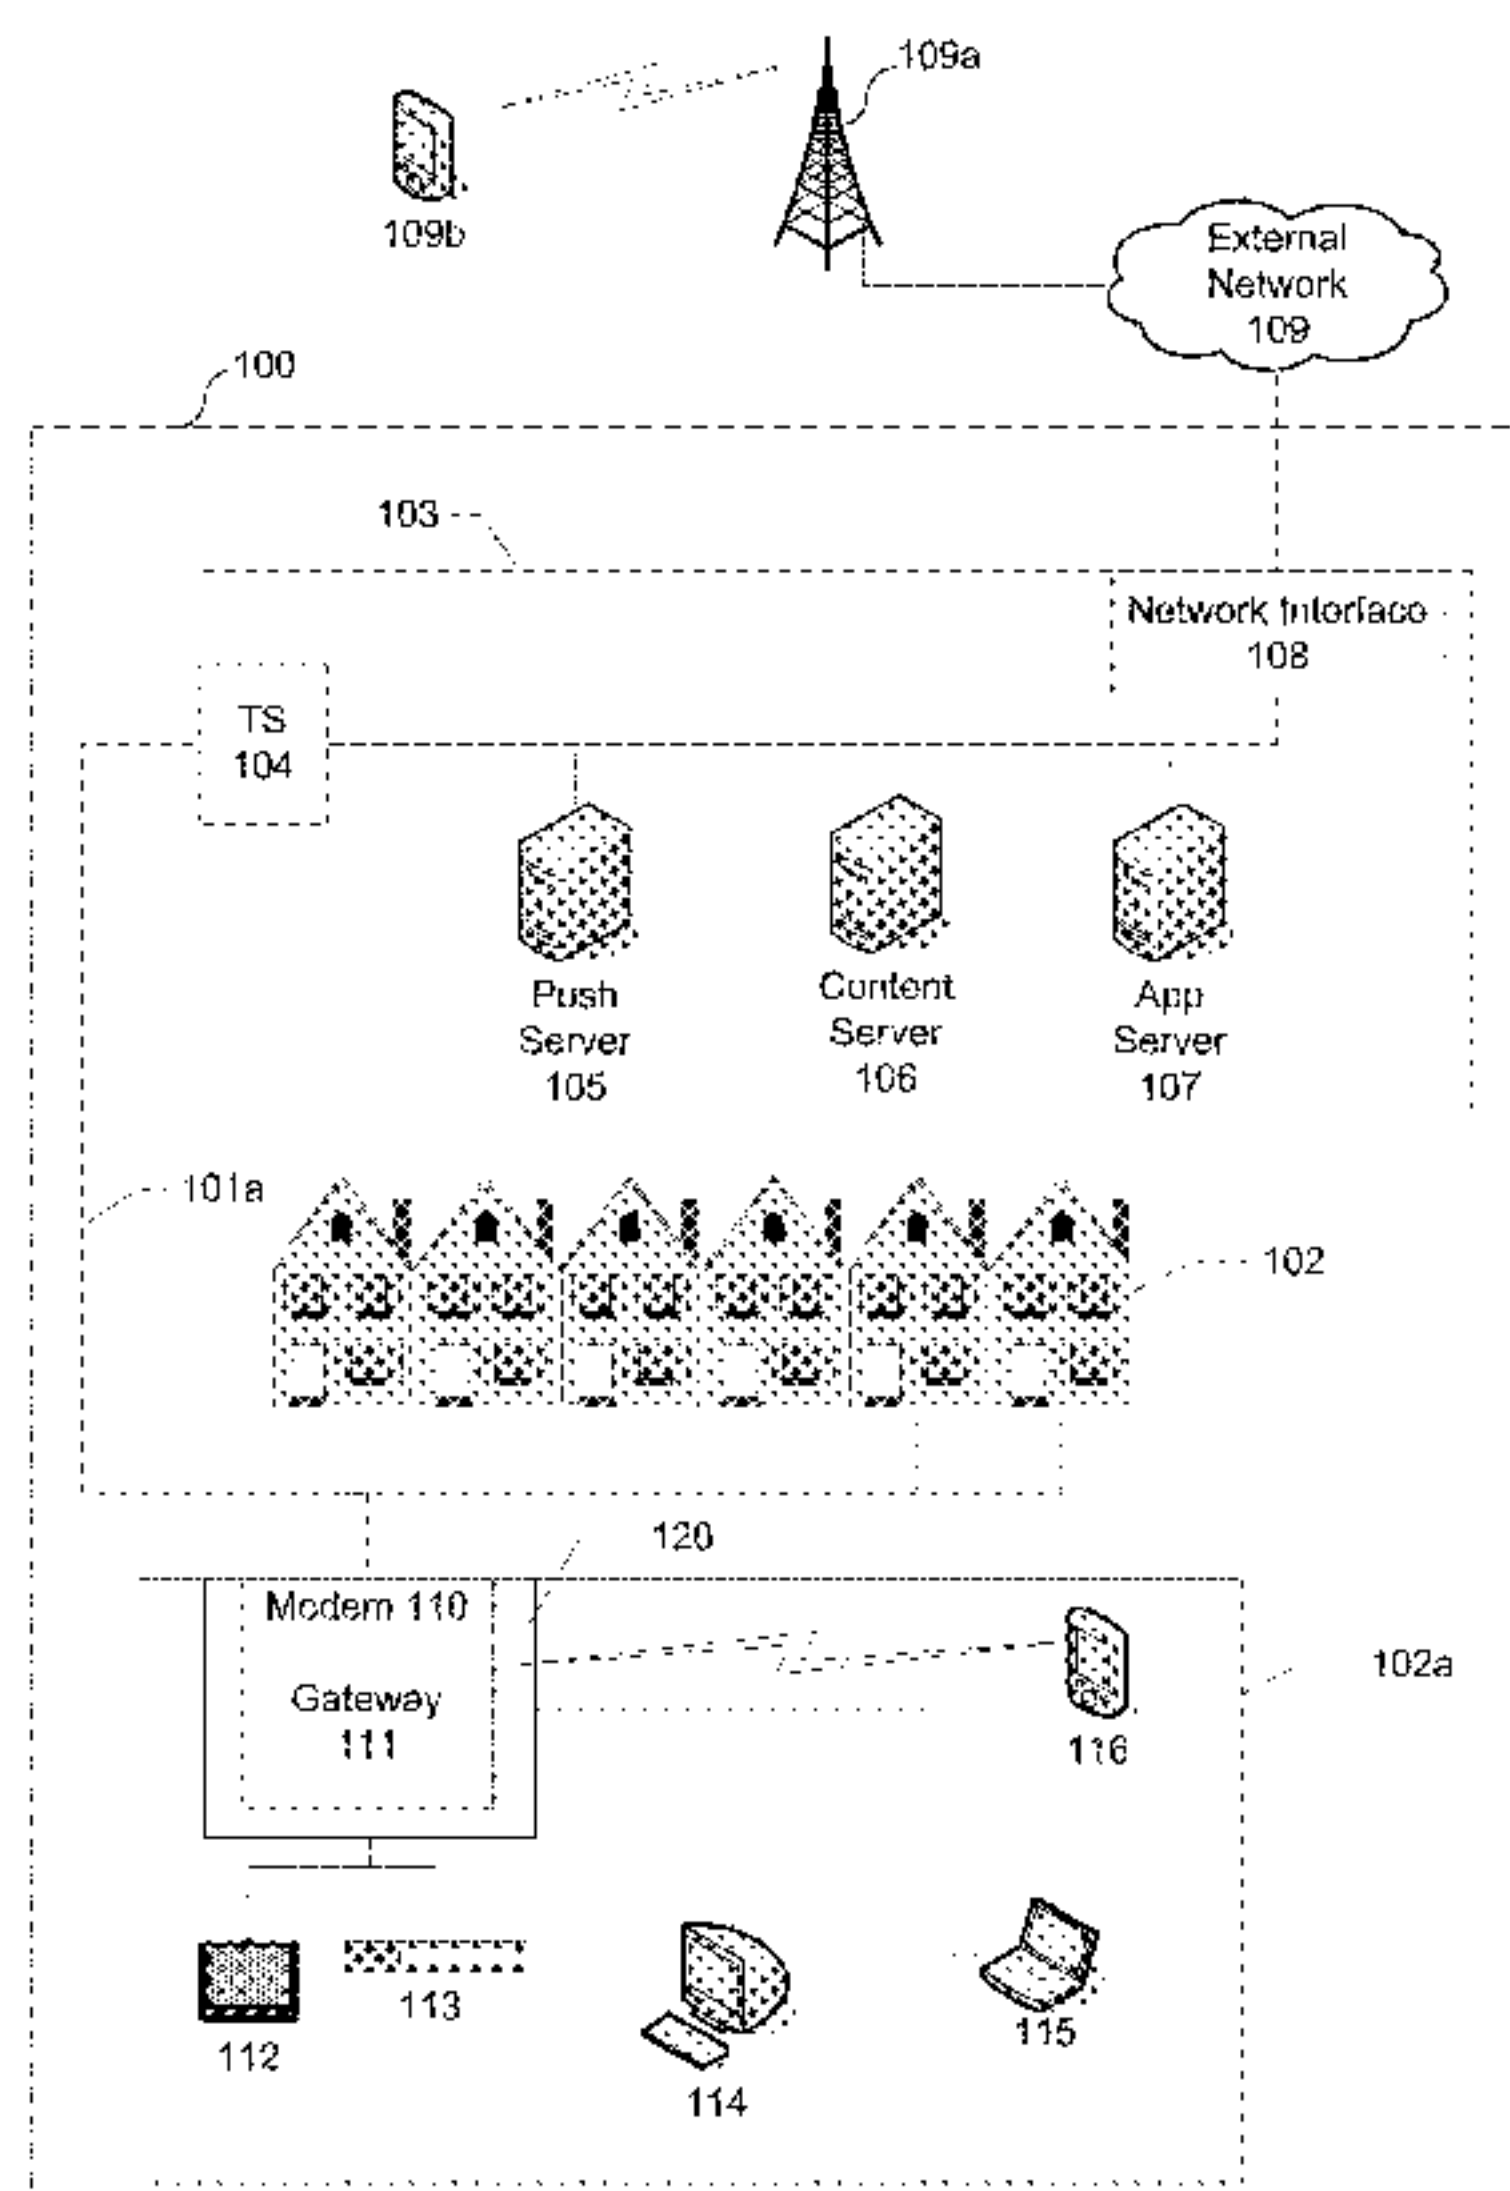 109a
109b
External
Network
109
100
103
Network Interface
108
TS
104
Push
Server
105
Content
Server
106
App
Server
107
101a
102
120
Modem 110
Gateway
111
102a
116
112
113
114
115